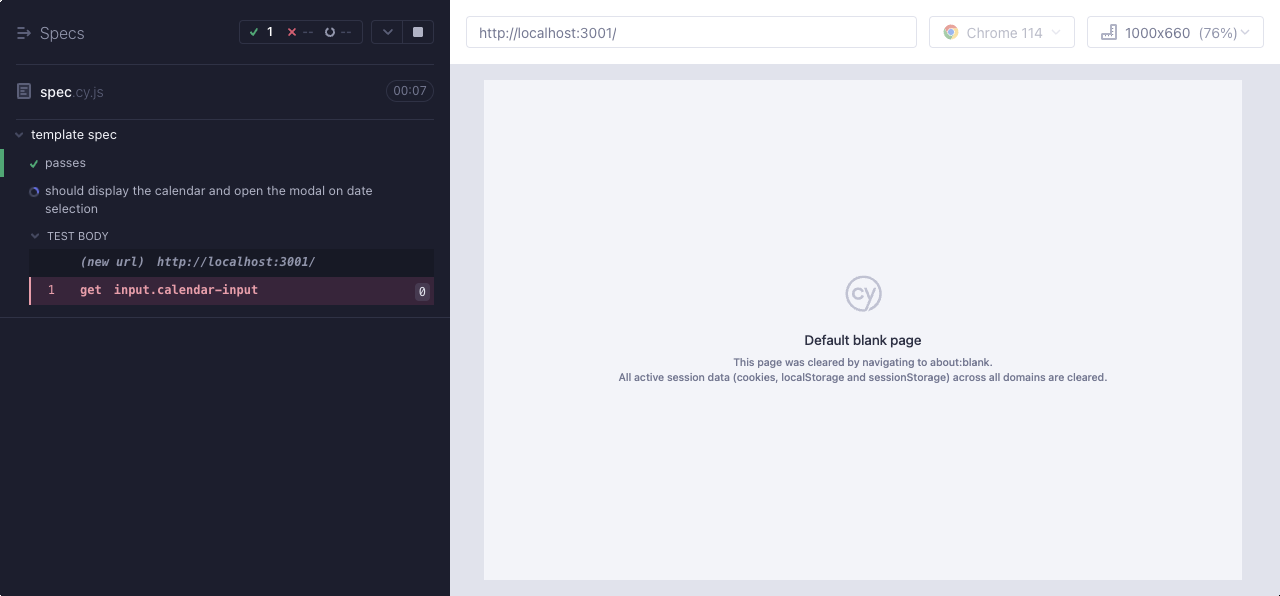 Specs
1 -- --
spec.cy.js 00:07
template spec
passes
should display the calendar and open the modal on date
selection
TEST BODY
(new url) http://localhost:3001/
1 get input.calendar-input 0
http://localhost:3001/ Chrome 114 1000x660 (76%)
cy
Default blank page
This page was cleared by navigating to about:blank.
All active session data (cookies, localStorage and sessionStorage) across all domains are cleared.